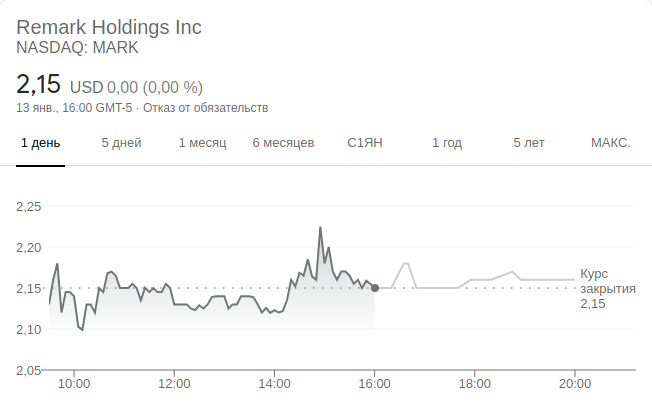 Remark Holdings Inc
NASDAQ: MARK
2,15 USD 0,00 (0,00 %)
13 янв., 16:00 GMT-5 · Отказ от обязательств
1 день 5 дней 1 месяц 6 месяцев С1ЯН 1 год 5 лет МАКС.
2,25
2,20
2,15
2,10
2,05
Курс
закрытия
2,15
10:00 12:00 14:00 16:00 18:00 20:00